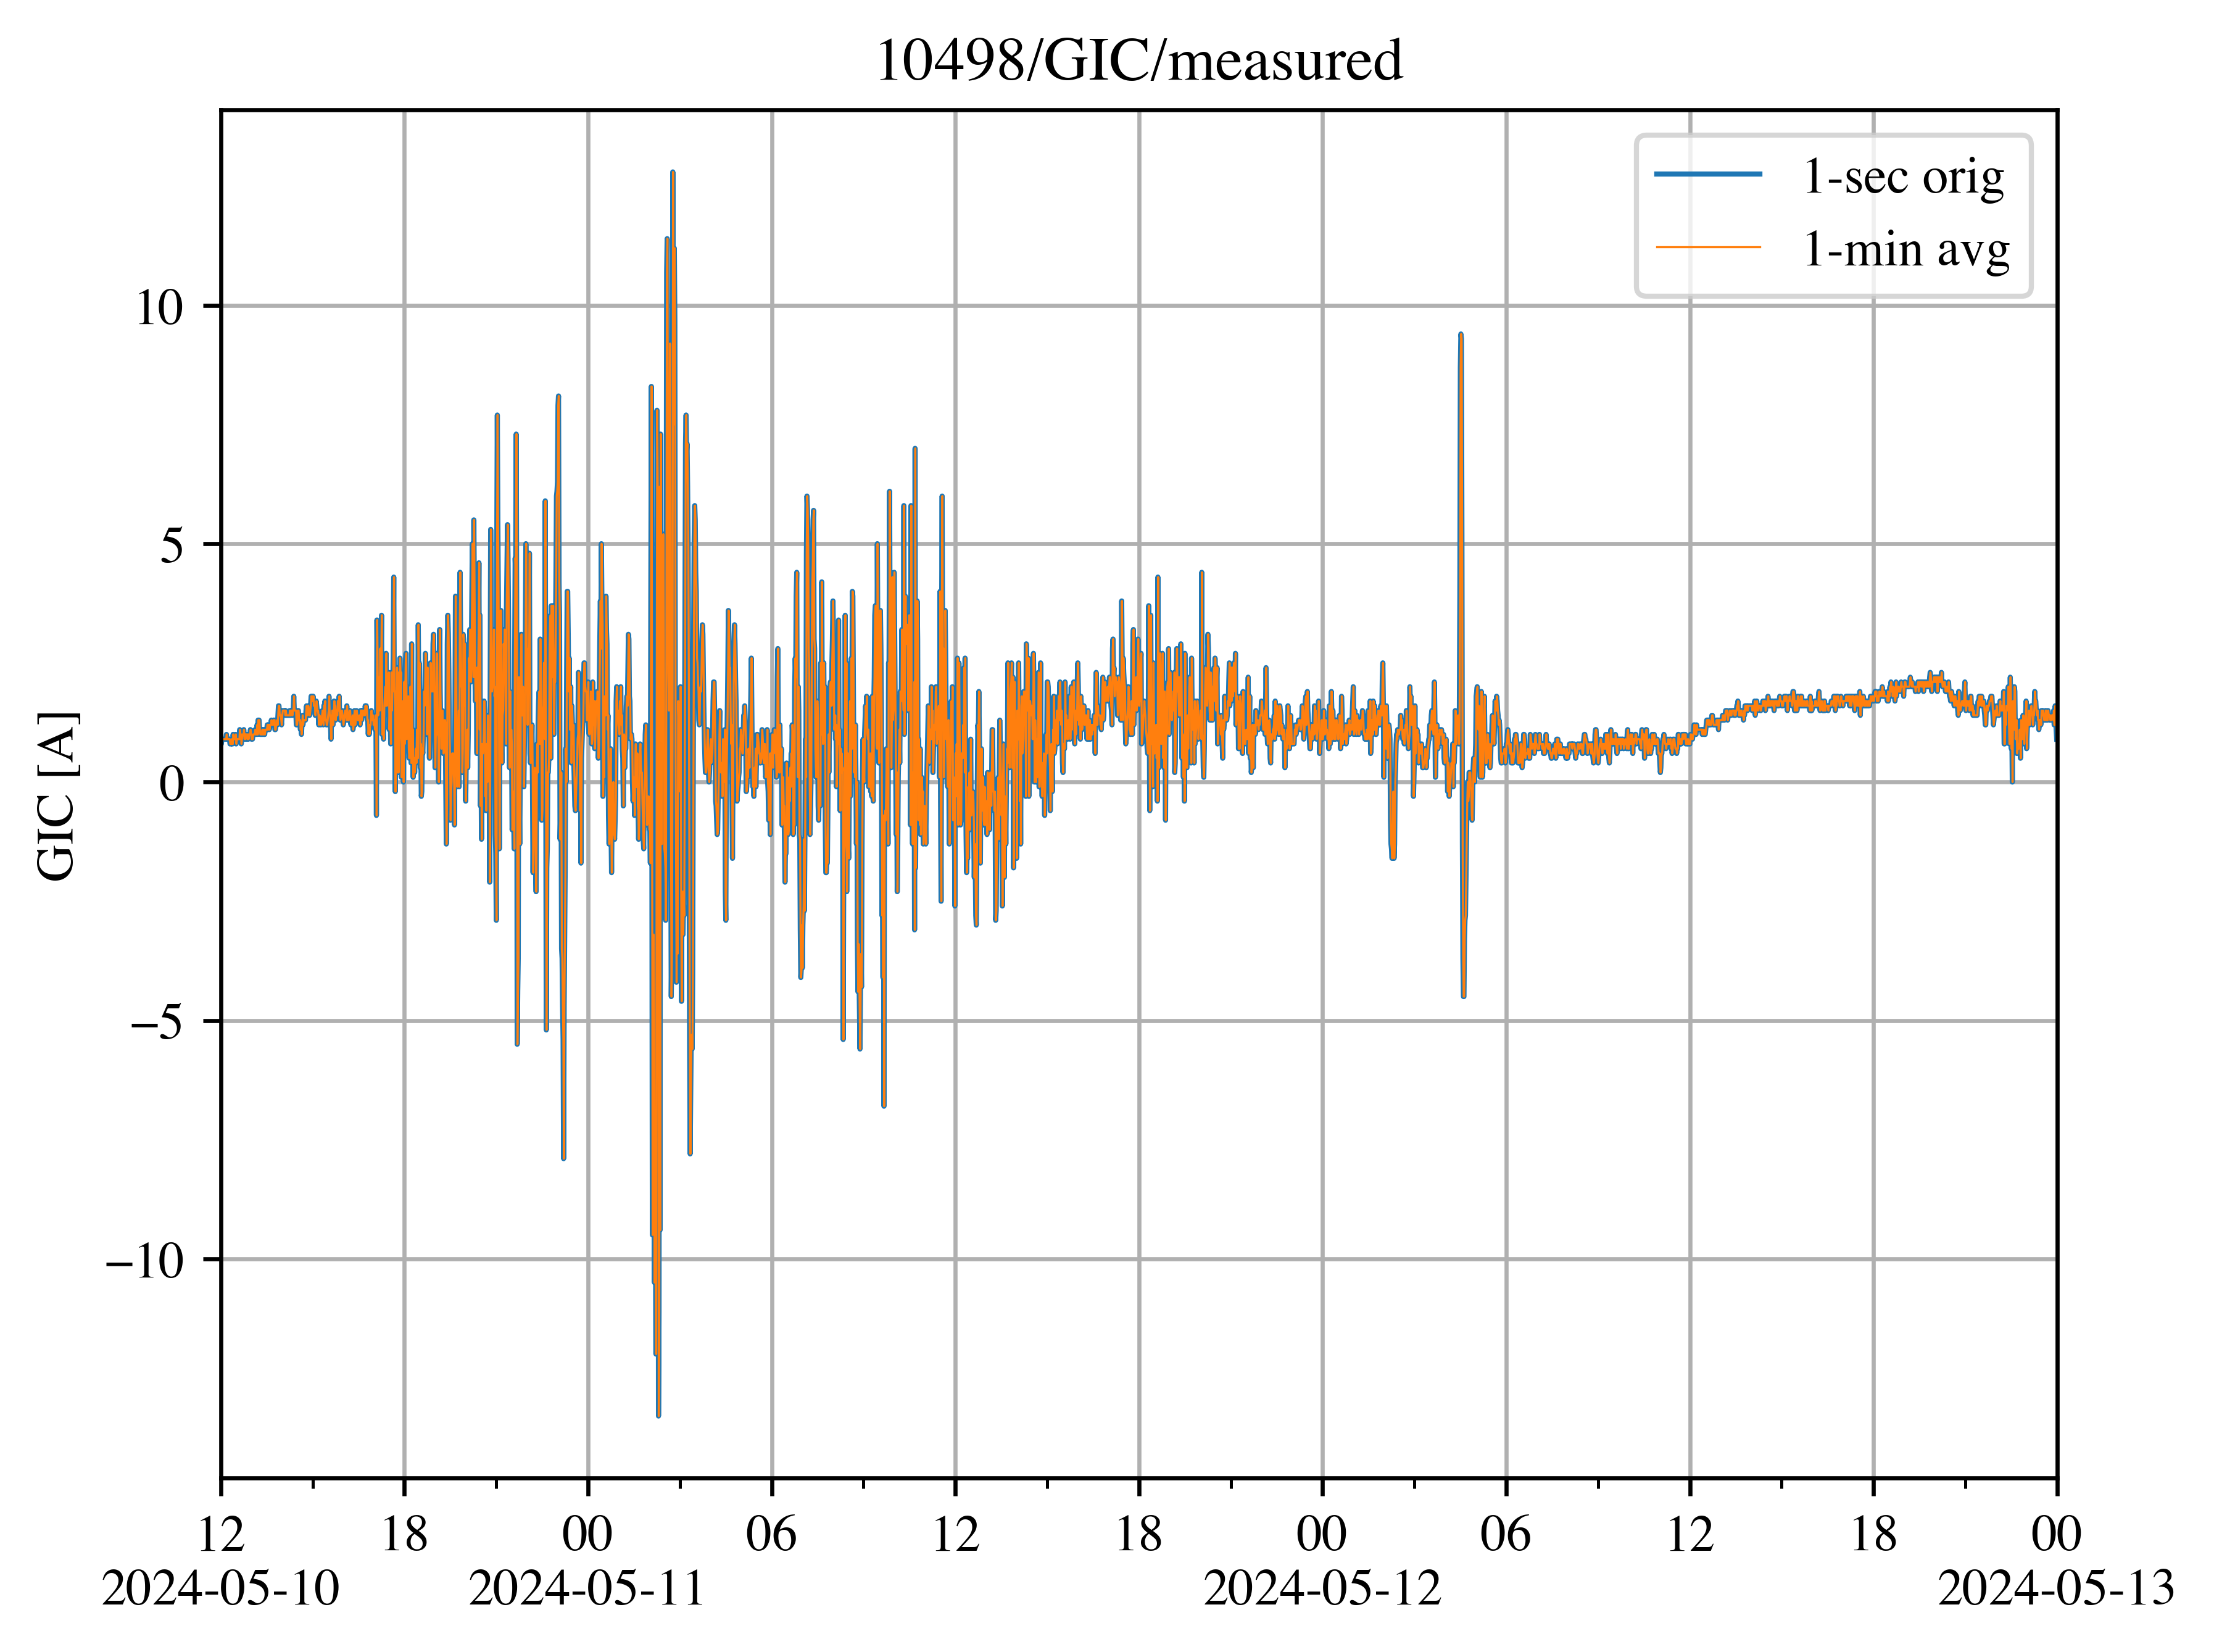 10498/GIC/measured
1-sec orig
1-min avg
10
5
0
−5
−10
GIC [A]
12 18 00 06 12 18 00 06 12 18 00
2024-05-10 2024-05-11 2024-05-12 2024-05-13